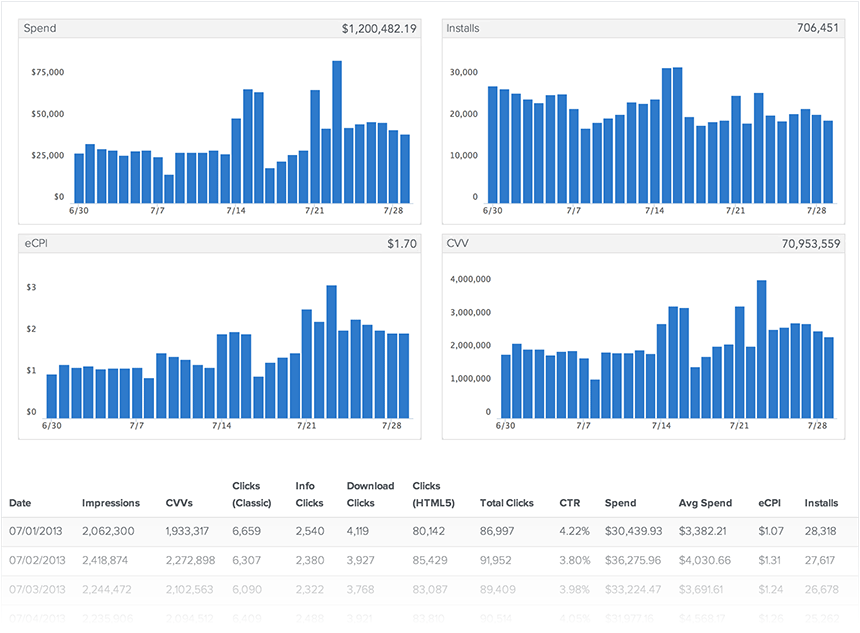 Spend $1,200,482.19
$75,000
$50,000
$25,000
$0
6/30 7/7 7/14 7/21 7/28
Installs 706,451
30,000
20,000
10,000
0
6/30 7/7 7/14 7/21 7/28
eCPI $1.70
$3
$2
$1
$0
6/30 7/7 7/14 7/21 7/28
CVV 70,953,559
4,000,000
3,000,000
2,000,000
1,000,000
0
6/30 7/7 7/14 7/21 7/28
Date Impressions CVVs Clicks (Classic) Info Clicks Download Clicks Clicks (HTML5) Total Clicks CTR Spend Avg Spend eCPI Installs
07/01/2013 2,062,300 1,933,317 6,659 2,540 4,119 80,142 86,997 4.22% $30,439.93 $3,382.21 $1.07 28,318
07/02/2013 2,418,874 2,272,898 6,307 2,380 3,927 85,429 91,952 3.80% $36,275.96 $4,030.66 $1.31 27,617
07/03/2013 2,244,472 2,102,563 6,090 2,322 3,768 83,087 89,409 3.98% $33,224.47 $3,691.61 $1.24 26,678
07/04/2013